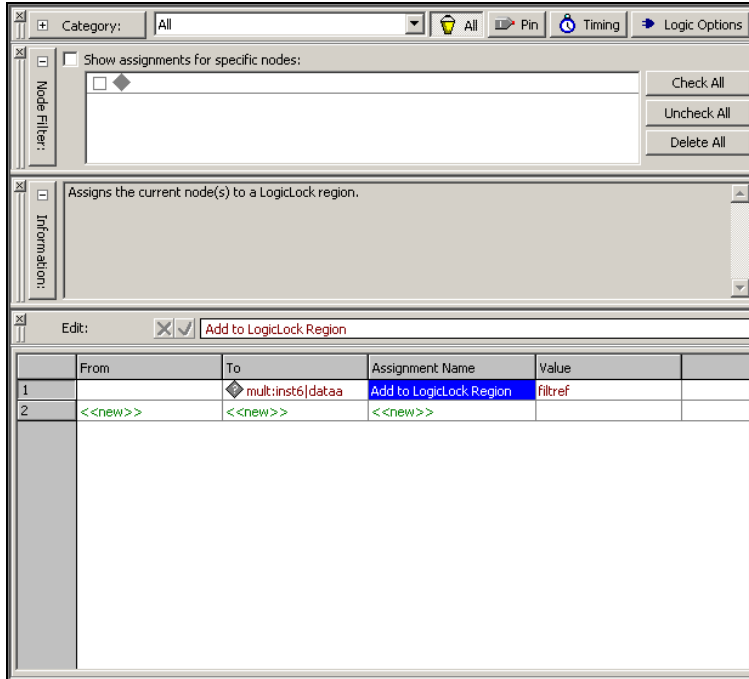 Category: All All Pin Timing Logic Options
Show assignments for specific nodes:
Node Filter:
Check All
Uncheck All
Delete All
Information:
Assigns the current node(s) to a LogicLock region.
Edit: Add to LogicLock Region
From To Assignment Name Value
1 mult:inst6|dataa Add to LogicLock Region filtref
2 <<new>> <<new>> <<new>>